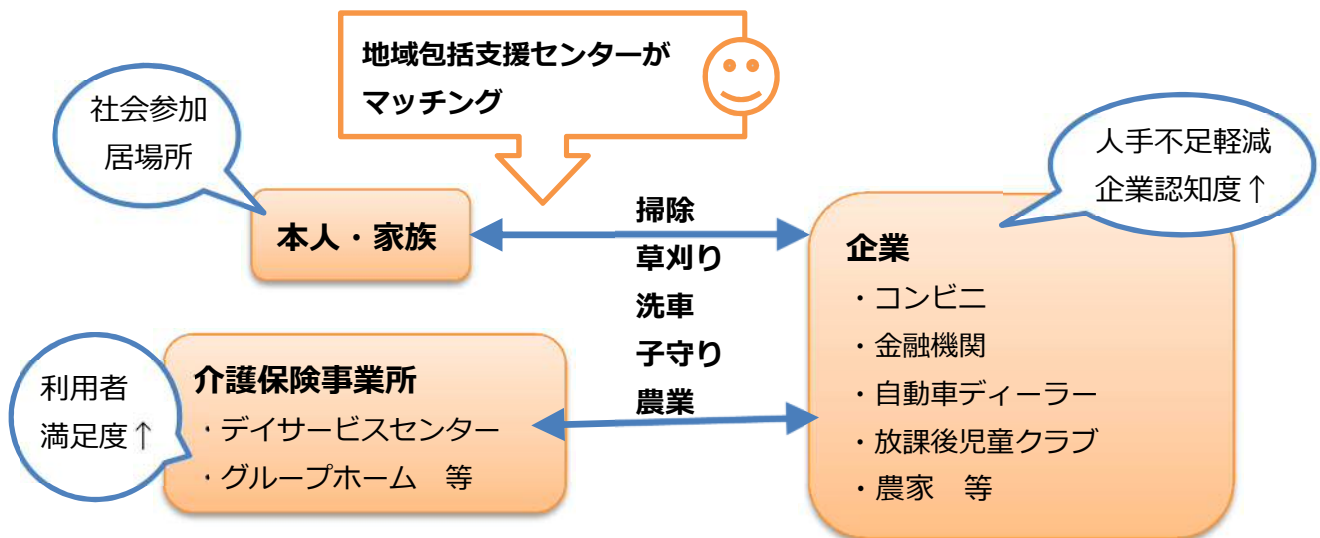 地域包括支援センターが
マッチング
社会参加
居場所
人手不足軽減
企業認知度↑
本人・家族
掃除
草刈り
洗車
子守り
農業
企業
・コンビニ
・金融機関
・自動車ディーラー
・放課後児童クラブ
・農家　等
利用者
満足度↑
介護保険事業所
・デイサービスセンター
・グループホーム　等